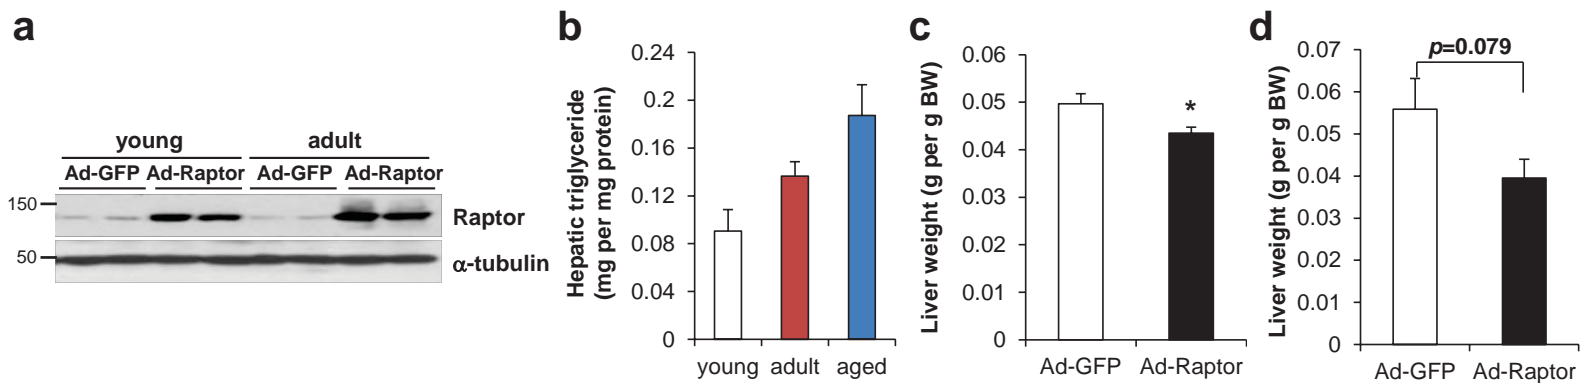 a
young adult
Ad-GFP Ad-Raptor Ad-GFP Ad-Raptor
150
Raptor
50
α-tubulin
b
Hepatic triglyceride
(mg per mg protein)
0.24
0.2
0.16
0.12
0.08
0.04
0
young adult aged
c
Liver weight (g per g BW)
0.06
0.05
0.04
0.03
0.02
0.01
0
*
Ad-GFP Ad-Raptor
d
Liver weight (g per g BW)
0.07
0.06
0.05
0.04
0.03
0.02
0.01
0
p=0.079
Ad-GFP Ad-Raptor